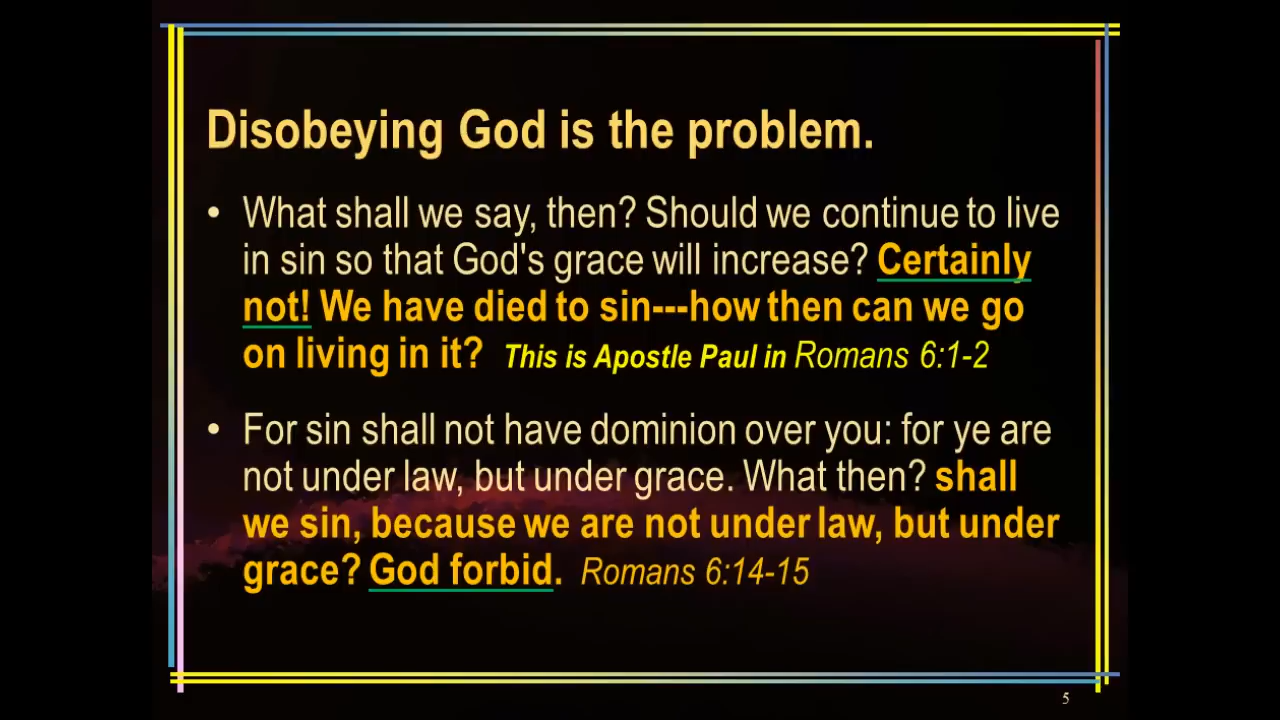 Disobeying God is the problem.
• What shall we say, then? Should we continue to live
in sin so that God's grace will increase? Certainly
not! We have died to sin---how then can we go
on living in it? This is Apostle Paul in Romans 6:1-2
• For sin shall not have dominion over you: for ye are
not under law, but under grace. What then? shall
we sin, because we are not under law, but under
grace? God forbid. Romans 6:14-15
5